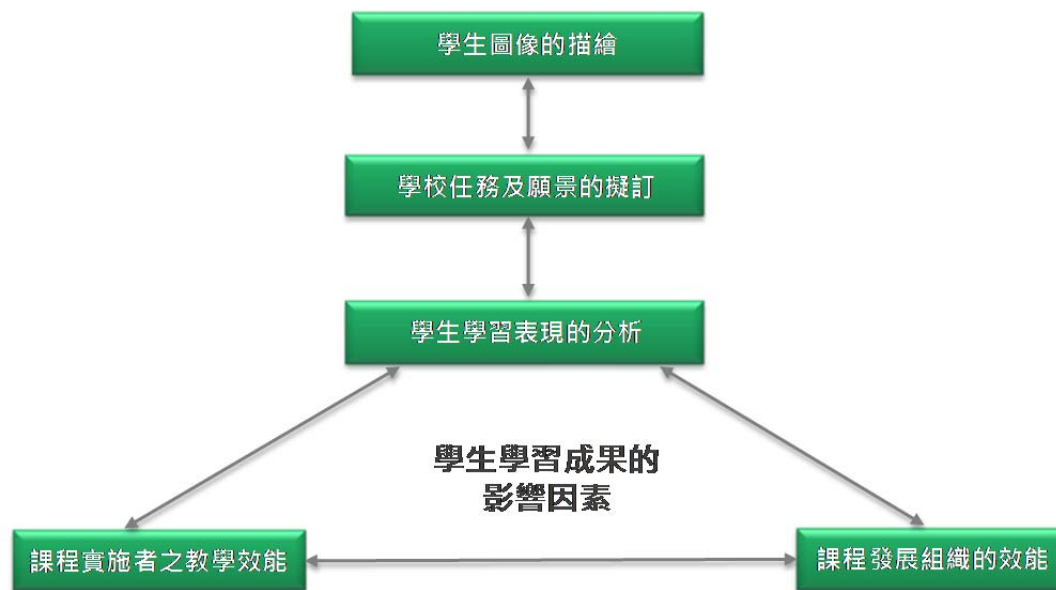 學生圖像的描繪
學校任務及願景的擬訂
學生學習表現的分析
學生學習成果的
影響因素
課程實施者之教學效能
課程發展組織的效能